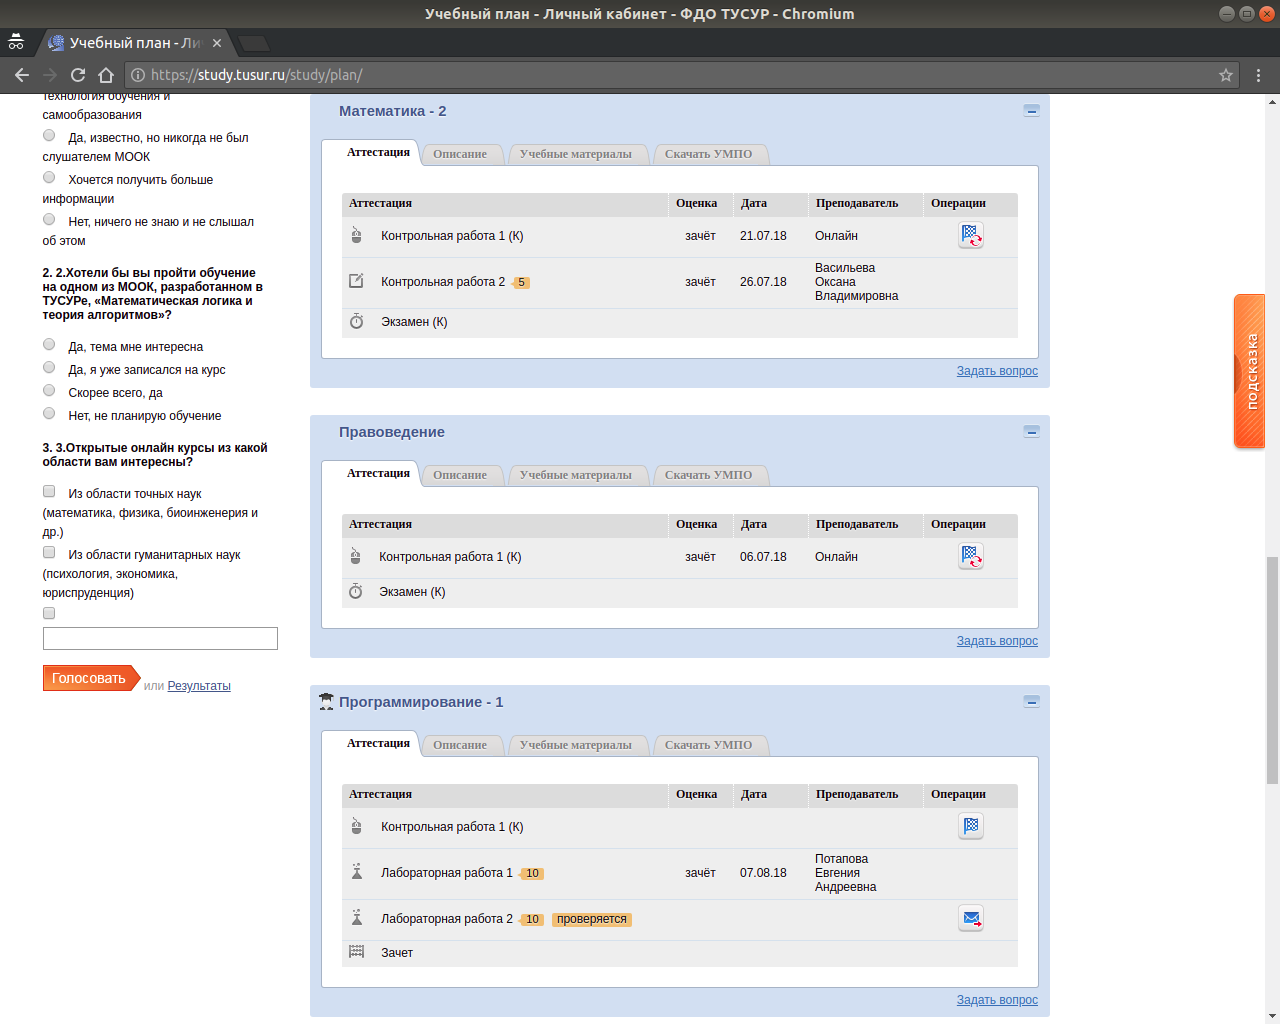 Учебный план - Личный кабинет - ФДО ТУСУР - Chromium
Учебный план - Ли
https://study.tusur.ru/study/plan/
технология обучения и
самообразования
Да, известно, но никогда не был
слушателем МООК
Хочется получить больше
информации
Нет, ничего не знаю и не слышал
об этом
2. 2.Хотели бы вы пройти обучение
на одном из МООК, разработанном в
ТУСУРе, «Математическая логика и
теория алгоритмов»?
Да, тема мне интересна
Да, я уже записался на курс
Скорее всего, да
Нет, не планирую обучение
3. 3.Открытые онлайн курсы из какой
области вам интересны?
Из области точных наук
(математика, физика, биоинженерия и
др.)
Из области гуманитарных наук
(психология, экономика,
юриспруденция)
Голосовать или Результаты
Математика - 2
Аттестация Описание Учебные материалы Скачать УМПО
Аттестация Оценка Дата Преподаватель Операции
Контрольная работа 1 (К) зачёт 21.07.18 Онлайн
Контрольная работа 2 5 зачёт 26.07.18 Васильева
Оксана
Владимировна
Экзамен (К)
Задать вопрос
Правоведение
Аттестация Описание Учебные материалы Скачать УМПО
Аттестация Оценка Дата Преподаватель Операции
Контрольная работа 1 (К) зачёт 06.07.18 Онлайн
Экзамен (К)
Задать вопрос
Программирование - 1
Аттестация Описание Учебные материалы Скачать УМПО
Аттестация Оценка Дата Преподаватель Операции
Контрольная работа 1 (К)
Лабораторная работа 1 10 зачёт 07.08.18 Потапова
Евгения
Андреевна
Лабораторная работа 2 10 проверяется
Зачет
Задать вопрос
подсказка